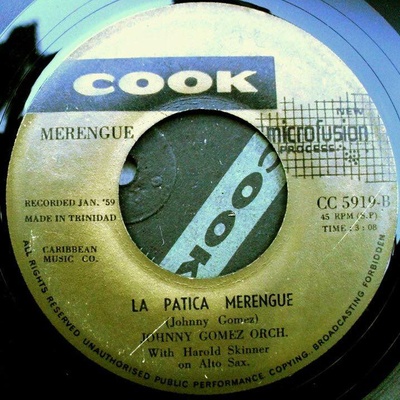 COOK
MERENGUE
NEW
microfusion
PROCESS
RECORDED JAN. '59
MADE IN TRINIDAD
CC 5919-B
45 RPM (S.P)
TIME : 3 : 08
CARIBBEAN
MUSIC CO.
COOK
LA PATICA MERENGUE
(Johnny Gomez)
JOHNNY GOMEZ ORCH.
With Harold Skinner
on Alto Sax.
ALL RIGHTS RESERVED UNAUTHORISED PUBLIC PERFORMANCE COPYING, BROADCASTING FORBIDDEN